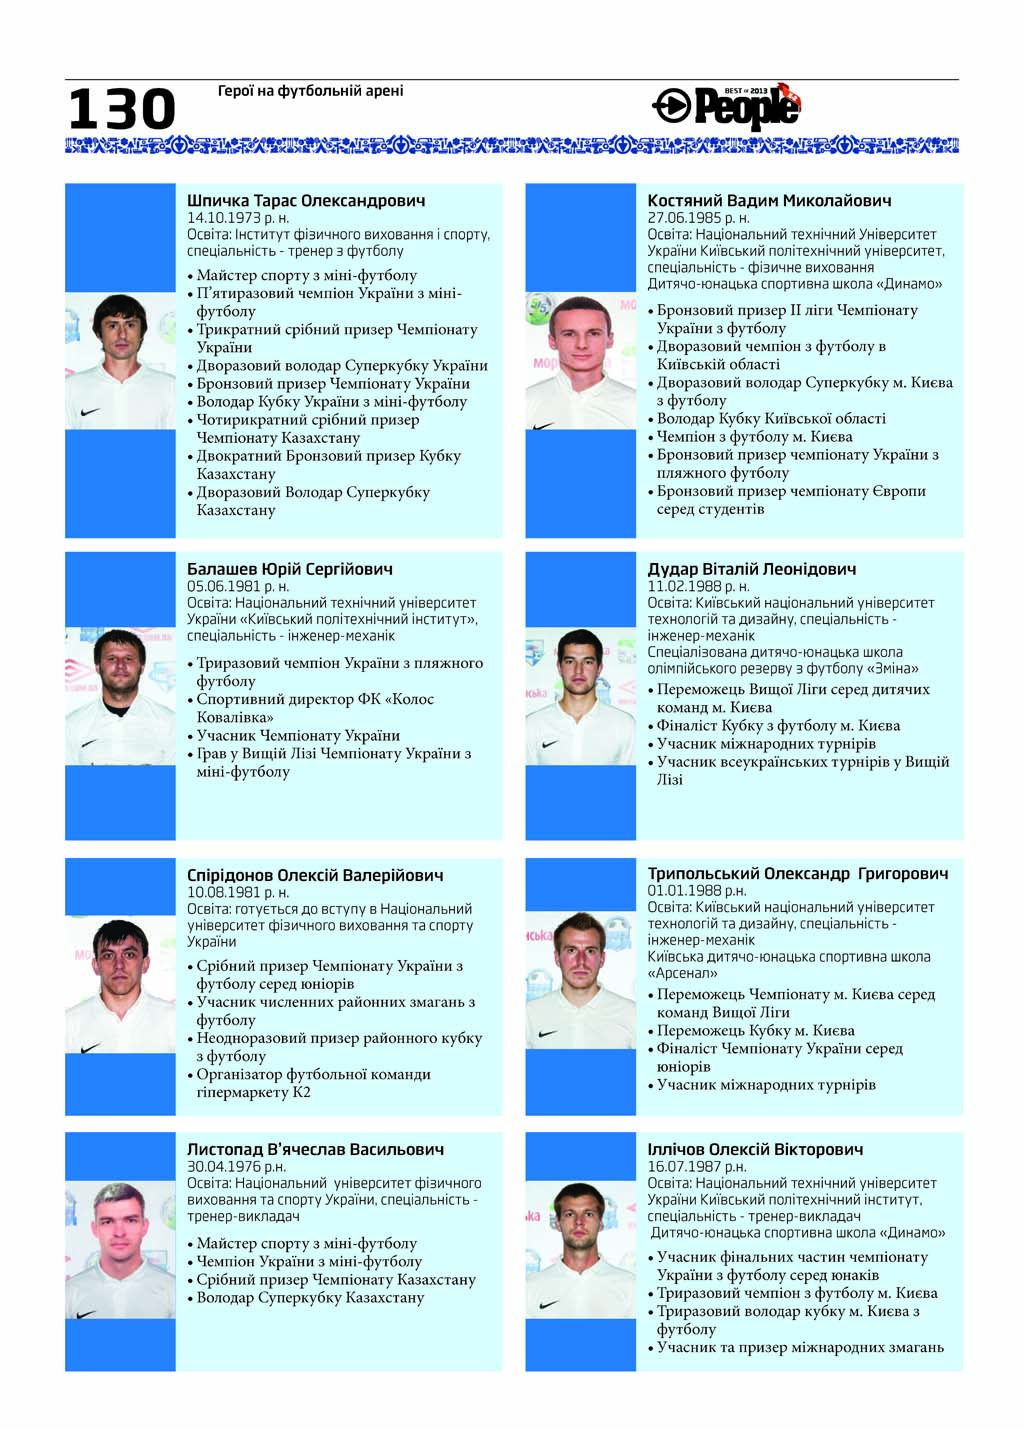 130
Герої на футбольній арені
BEST OF 2013
People
Шпичка Тарас Олександрович
14.10.1973 р. н.
Освіта: Інститут фізичного виховання і спорту,
спеціальність - тренер з футболу
• Майстер спорту з міні-футболу
• П’ятиразовий чемпіон України з міні-
футболу
• Трикратний срібний призер Чемпіонату
України
• Дворазовий володар Суперкубку України
• Бронзовий призер Чемпіонату України
• Володар Кубку України з міні-футболу
• Чотирикратний срібний призер
Чемпіонату Казахстану
• Двократний Бронзовий призер Кубку
Казахстану
• Дворазовий Володар Суперкубку
Казахстану
Костяний Вадим Миколайович
27.06.1985 р. н.
Освіта: Національний технічний Університет
України Київський політехнічний університет,
спеціальність - фізичне виховання
Дитячо-юнацька спортивна школа «Динамо»
• Бронзовий призер ІІ ліги Чемпіонату
України з футболу
• Дворазовий чемпіон з футболу в
Київській області
• Дворазовий володар Суперкубку м. Києва
з футболу
• Володар Кубку Київської області
• Чемпіон з футболу м. Києва
• Бронзовий призер чемпіонату України з
пляжного футболу
• Бронзовий призер чемпіонату Європи
серед студентів
Балашев Юрій Сергійович
05.06.1981 р. н.
Освіта: Національний технічний університет
України «Київський політехнічний інститут»,
спеціальність - інженер-механік
• Триразовий чемпіон України з пляжного
футболу
• Спортивний директор ФК «Колос
Ковалівка»
• Учасник Чемпіонату України
• Грав у Вищій Лізі Чемпіонату України з
міні-футболу
Дудар Віталій Леонідович
11.02.1988 р. н.
Освіта: Київський національний університет
технологій та дизайну, спеціальність -
інженер-механік
Спеціалізована дитячо-юнацька школа
олімпійського резерву з футболу «Зміна»
• Переможець Вищої Ліги серед дитячих
команд м. Києва
• Фіналіст Кубку з футболу м. Києва
• Учасник міжнародних турнірів
• Учасник всеукраїнських турнірів у Вищій
Лізі
Спірідонов Олексій Валерійович
10.08.1981 р. н.
Освіта: готується до вступу в Національний
університет фізичного виховання та спорту
України
• Срібний призер Чемпіонату України з
футболу серед юніорів
• Учасник численних районних змагань з
футболу
• Неодноразовий призер районного кубку
з футболу
• Організатор футбольної команди
гіпермаркету К2
Трипольський Олександр Григорович
01.01.1988 р.н.
Освіта: Київський національний університет
технологій та дизайну, спеціальність -
інженер-механік
Київська дитячо-юнацька спортивна школа
«Арсенал»
• Переможець Чемпіонату м. Києва серед
команд Вищої Ліги
• Переможець Кубку м. Києва
• Фіналіст Чемпіонату України серед
юніорів
• Учасник міжнародних турнірів
Листопад В’ячеслав Васильович
30.04.1976 р.н.
Освіта: Національний університет фізичного
виховання та спорту України, спеціальність -
тренер-викладач
• Майстер спорту з міні-футболу
• Чемпіон України з міні-футболу
• Срібний призер Чемпіонату Казахстану
• Володар Суперкубку Казахстану
Іллічов Олексій Вікторович
16.07.1987 р.н.
Освіта: Національний технічний університет
України Київський політехнічний інститут,
спеціальність - тренер-викладач
Дитячо-юнацька спортивна школа «Динамо»
• Учасник фінальних частин чемпіонату
України з футболу серед юнаків
• Триразовий чемпіон з футболу м. Києва
• Триразовий володар кубку м. Києва з
футболу
• Учасник та призер міжнародних змагань